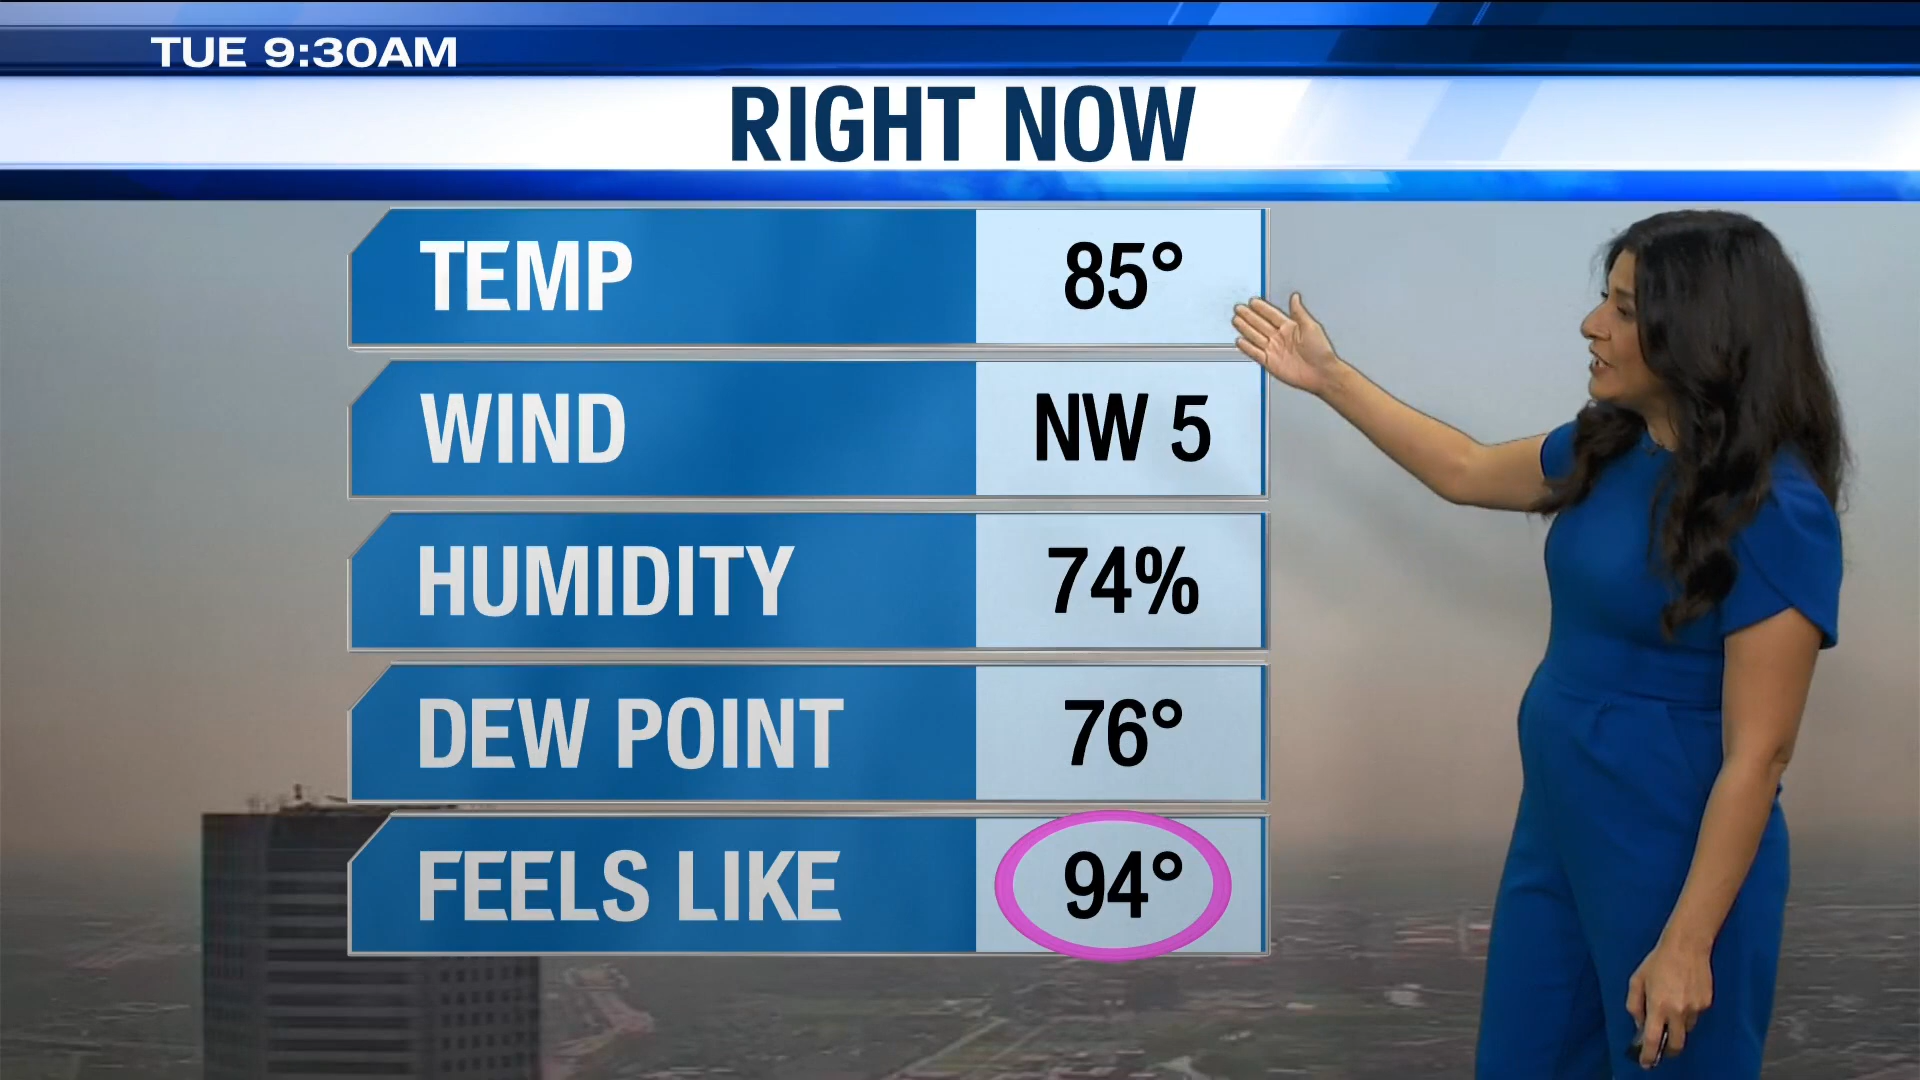 TUE 9:30AM
RIGHT NOW
TEMP 85°
WIND NW 5
HUMIDITY 74%
DEW POINT 76°
FEELS LIKE 94°